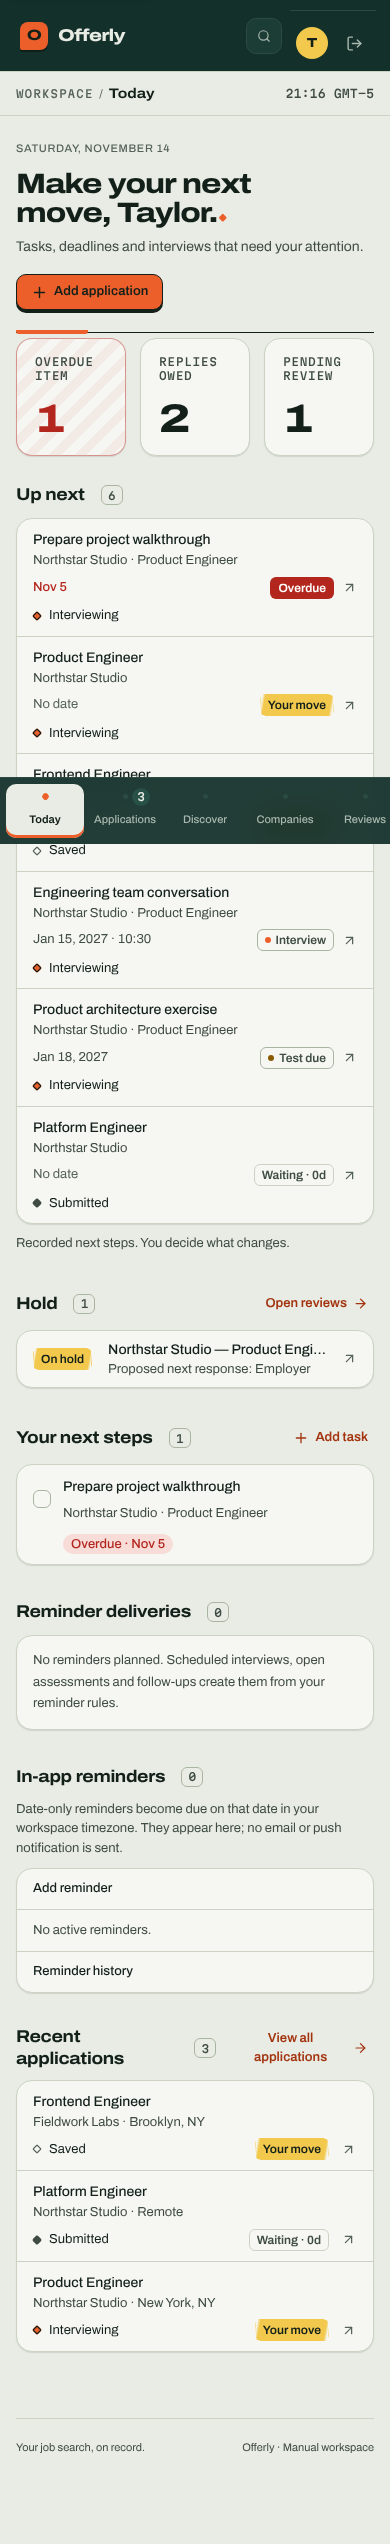 O Offerly
T
WORKSPACE / Today 21:16 GMT−5
SATURDAY, NOVEMBER 14
Make your next
move, Taylor.
Tasks, deadlines and interviews that need your attention.
+ Add application
OVERDUE
ITEM
1
REPLIES
OWED
2
PENDING
REVIEW
1
Up next 6
Prepare project walkthrough
Northstar Studio · Product Engineer
Nov 5 Overdue
Interviewing
Product Engineer
Northstar Studio
No date Your move
Interviewing
Frontend Engineer
Today
3
Applications
Discover
Companies
Reviews
Saved
Engineering team conversation
Northstar Studio · Product Engineer
Jan 15, 2027 · 10:30 Interview
Interviewing
Product architecture exercise
Northstar Studio · Product Engineer
Jan 18, 2027 Test due
Interviewing
Platform Engineer
Northstar Studio
No date Waiting · 0d
Submitted
Recorded next steps. You decide what changes.
Hold 1 Open reviews →
On hold
Northstar Studio — Product Engi…
Proposed next response: Employer
Your next steps 1 + Add task
Prepare project walkthrough
Northstar Studio · Product Engineer
Overdue · Nov 5
Reminder deliveries 0
No reminders planned. Scheduled interviews, open
assessments and follow-ups create them from your
reminder rules.
In-app reminders 0
Date-only reminders become due on that date in your
workspace timezone. They appear here; no email or push
notification is sent.
Add reminder
No active reminders.
Reminder history
Recent
applications
3
View all
applications →
Frontend Engineer
Fieldwork Labs · Brooklyn, NY
Saved Your move
Platform Engineer
Northstar Studio · Remote
Submitted Waiting · 0d
Product Engineer
Northstar Studio · New York, NY
Interviewing Your move
Your job search, on record. Offerly · Manual workspace